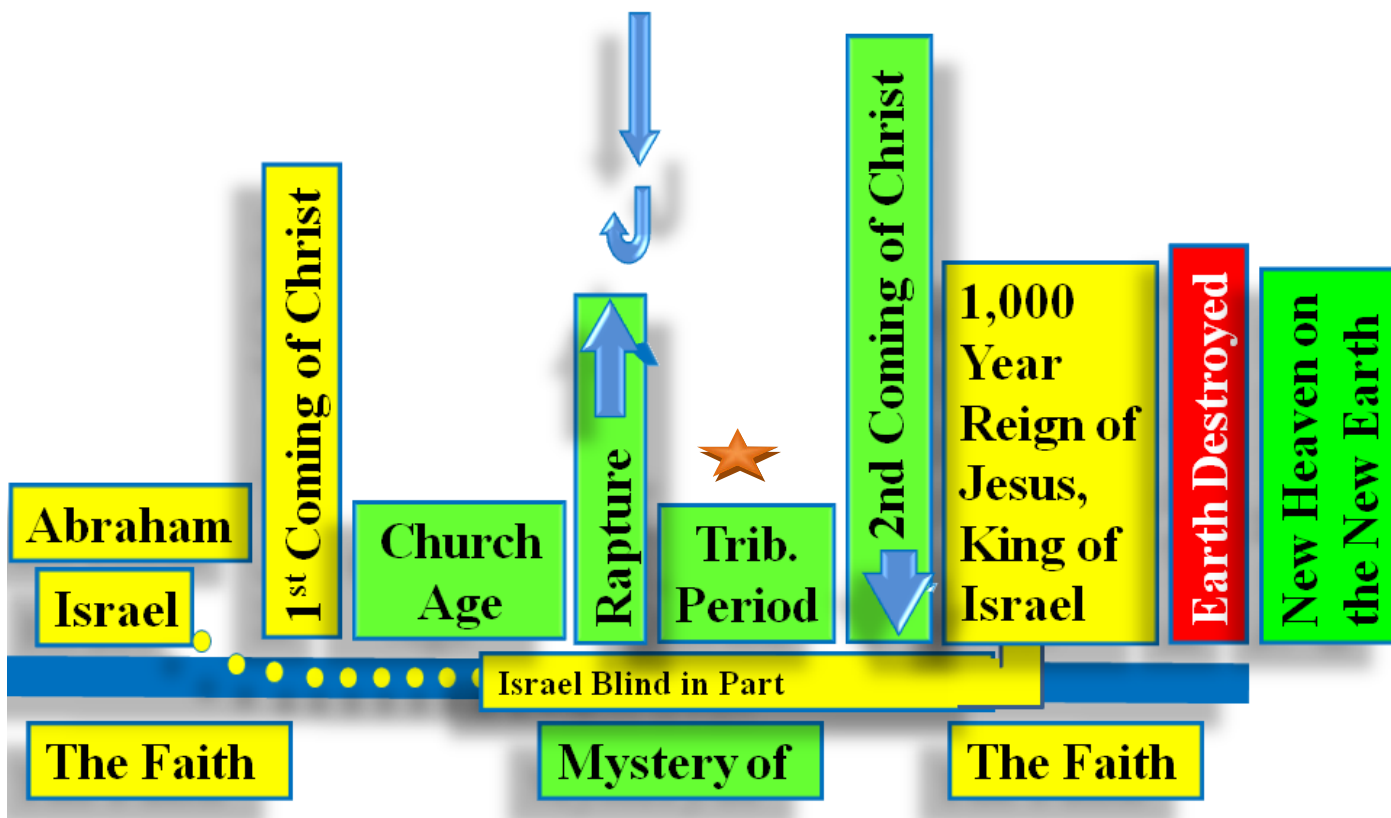 Abraham
Israel
1st Coming of Christ
Church
Age
Rapture
Trib.
Period
2nd Coming of Christ
1,000
Year
Reign of
Jesus,
King of
Israel
Earth Destroyed
New Heaven on
the New Earth
Israel Blind in Part
The Faith
Mystery of
The Faith